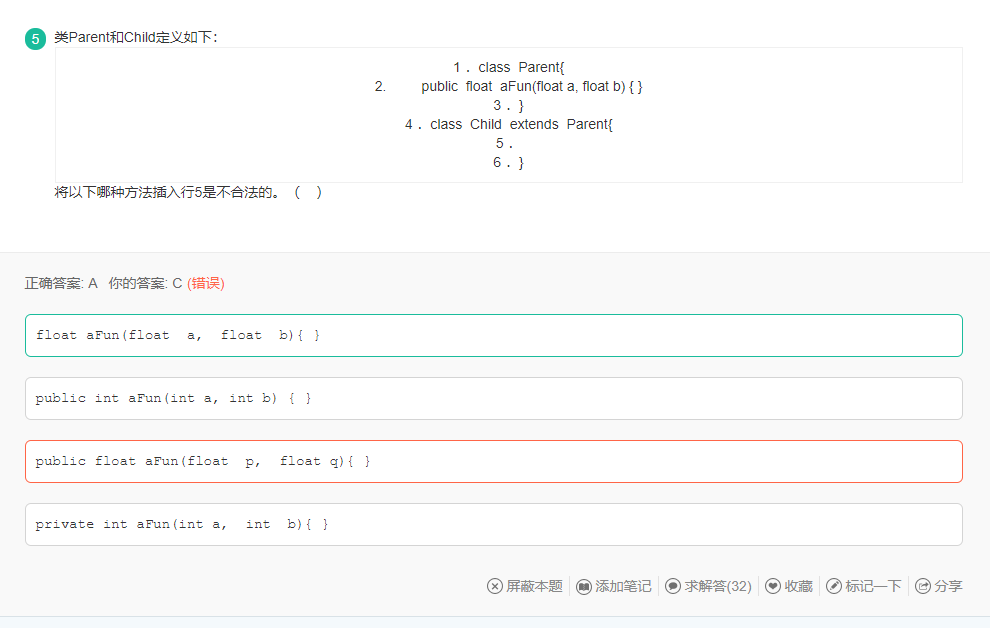 5 类Parent和Child定义如下：
1． class Parent{
2. public float aFun(float a, float b) { }
3． }
4． class Child extends Parent{
5．
6． }
将以下哪种方法插入行5是不合法的。（ ）
正确答案: A 你的答案: C (错误)
float aFun(float a, float b){ }
public int aFun(int a, int b) { }
public float aFun(float p, float q){ }
private int aFun(int a, int b){ }
屏蔽本题 添加笔记 求解答(32) 收藏 标记一下 分享